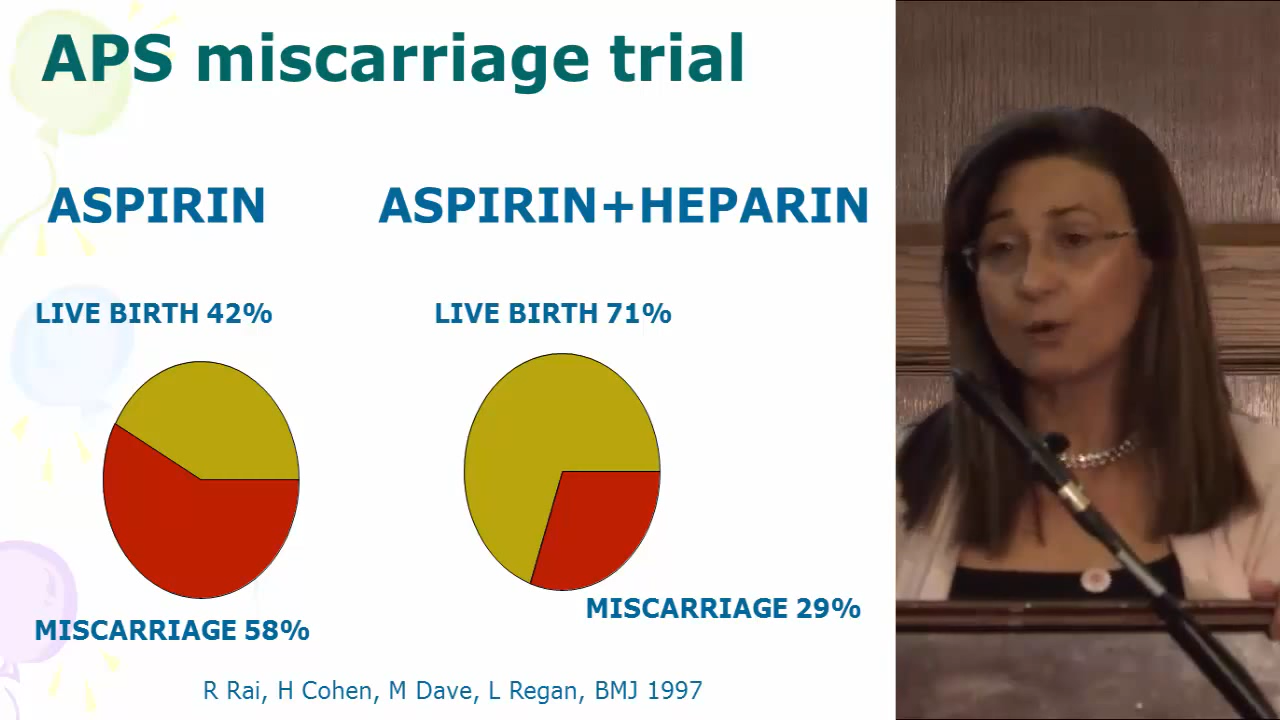 APS miscarriage trial
ASPIRIN
ASPIRIN+HEPARIN
LIVE BIRTH 42%
LIVE BIRTH 71%
MISCARRIAGE 29%
MISCARRIAGE 58%
R Rai, H Cohen, M Dave, L Regan, BMJ 1997